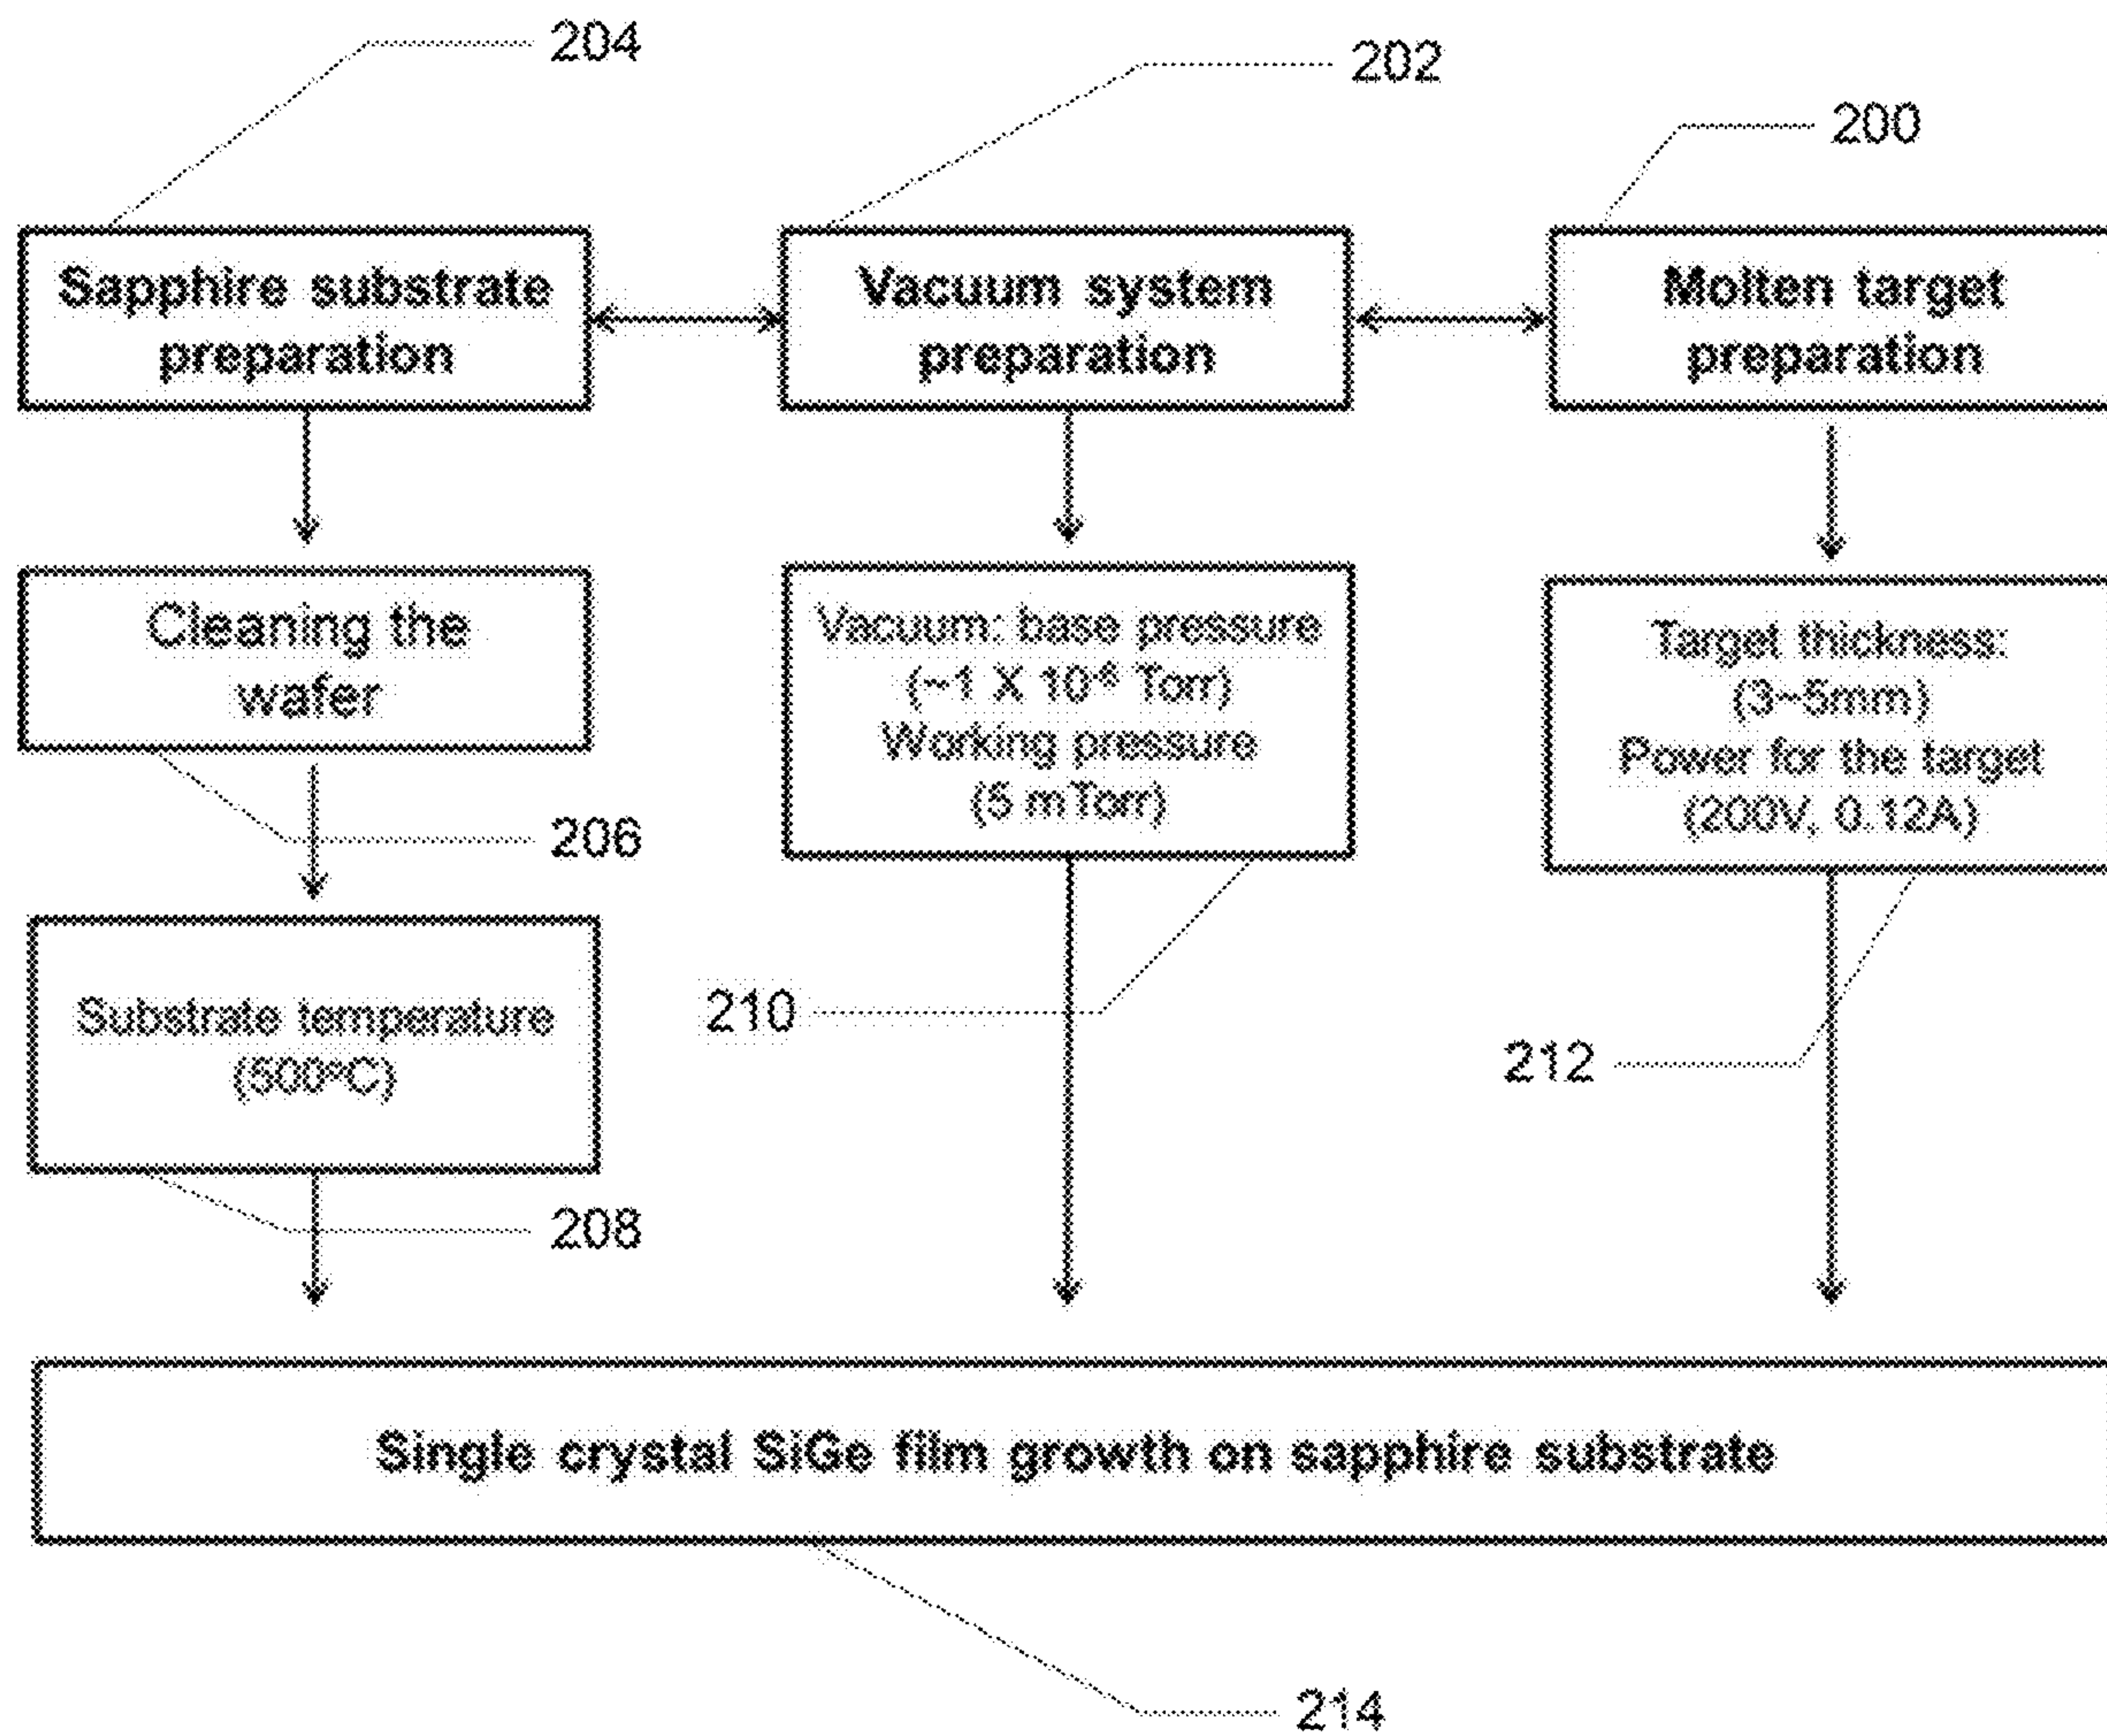 204
202
200
Sapphire substrate
preparation
Vacuum system
preparation
Molten target
preparation
Cleaning the
wafer
206
Vacuum: base pressure
(~1 X 10⁻⁶ Torr)
Working pressure
(5 mTorr)
Target thickness:
(3~5mm)
Power for the target
(200V, 0.12A)
Substrate temperature
(500ºC)
210
212
208
Single crystal SiGe film growth on sapphire substrate
214